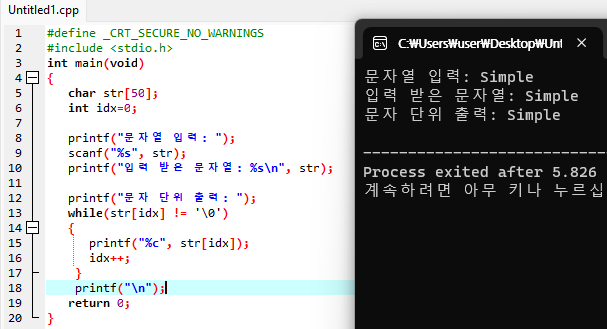 Untitled1.cpp
1 #define _CRT_SECURE_NO_WARNINGS
2 #include <stdio.h>
3 int main(void)
4 {
5 char str[50];
6 int idx=0;
7
8 printf("문자열 입력: ");
9 scanf("%s", str);
10 printf("입력 받은 문자열: %s\n", str);
11
12 printf("문자 단위 출력: ");
13 while(str[idx] != '\0')
14 {
15 printf("%c", str[idx]);
16 idx++;
17 }
18 printf("\n");
19 return 0;
20 }
C:₩Users₩user₩Desktop₩Unt
문자열 입력: Simple
입력 받은 문자열: Simple
문자 단위 출력: Simple
--------------------------------
Process exited after 5.826
계속하려면 아무 키나 누르십